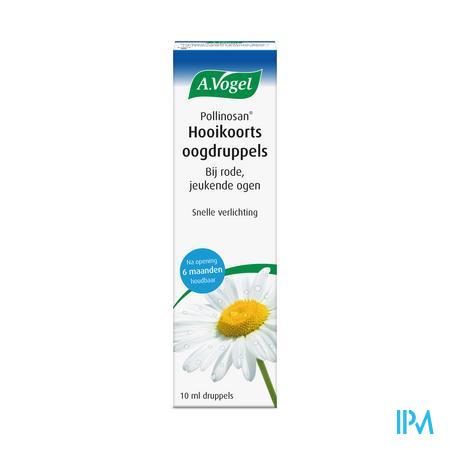 A.Vogel
Pollinosan®
Hooikoorts
oogdruppels
Bij rode,
jeukende ogen
Snelle verlichting
Na opening
6 maanden
houdbaar
10 ml druppels
IPM